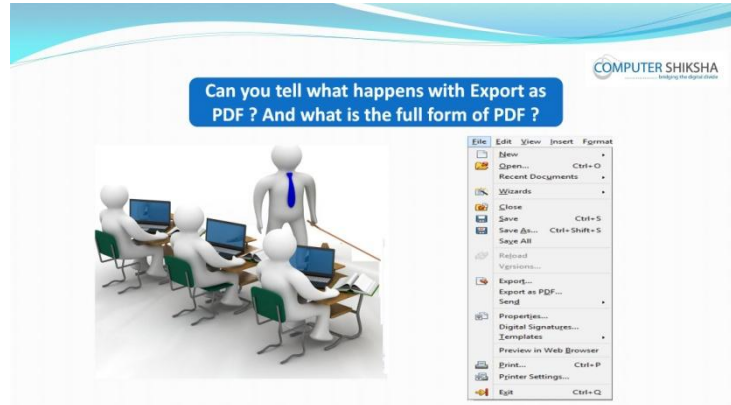 COMPUTER SHIKSHA
bridging the digital divide
Can you tell what happens with Export as
PDF ? And what is the full form of PDF ?
File Edit View Insert Format
New
Open... Ctrl+O
Recent Documents
Wizards
Close
Save Ctrl+S
Save As... Ctrl+Shift+S
Save All
Reload
Versions...
Export...
Export as PDF...
Send
Properties...
Digital Signatures...
Templates
Preview in Web Browser
Print... Ctrl+P
Printer Settings...
Exit Ctrl+Q